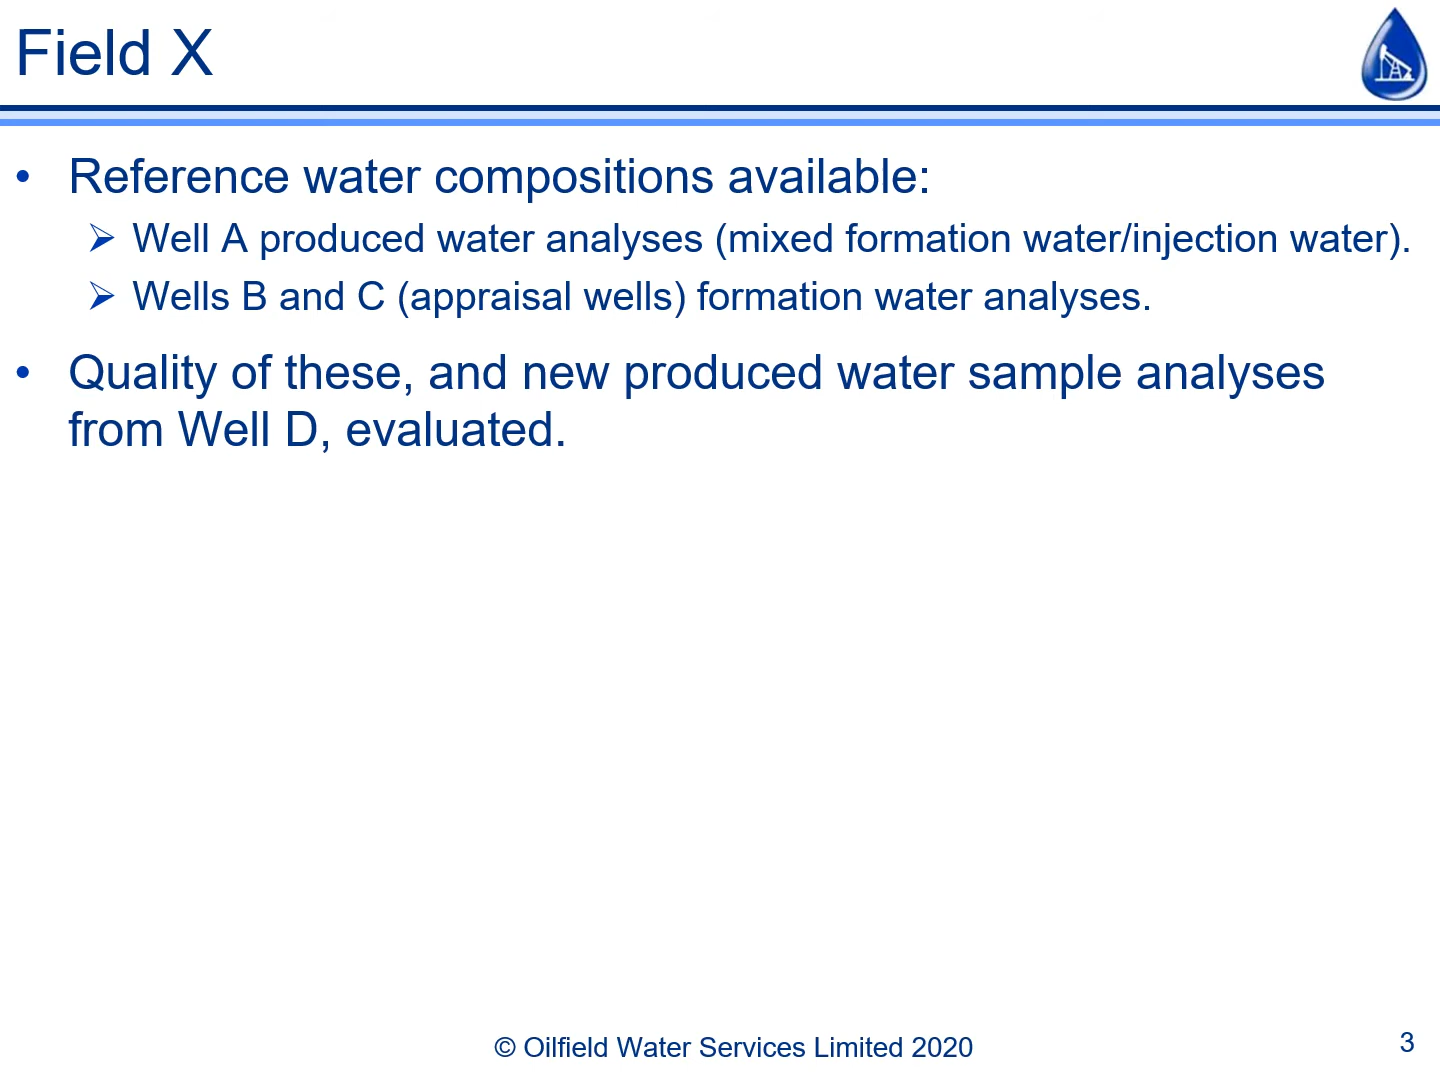 Field X
• Reference water compositions available:
➢ Well A produced water analyses (mixed formation water/injection water).
➢ Wells B and C (appraisal wells) formation water analyses.
• Quality of these, and new produced water sample analyses
from Well D, evaluated.
© Oilfield Water Services Limited 2020
3